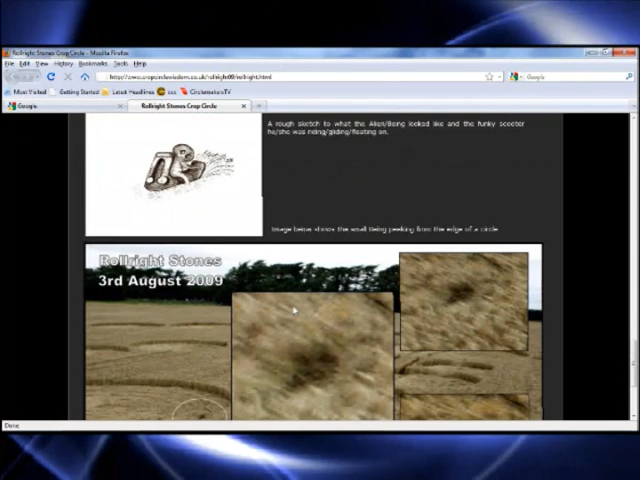 Rollright Stones Crop Circle - Mozilla Firefox
File Edit View History Bookmarks Tools Help
Google
Most Visited Getting Started Latest Headlines ccc CirclemakersTV
Google Rollright Stones Crop Circle
A rough sketch to what the Alien/Being looked like and the funky scooter
he/she was riding/gliding/floating on.
Image below shows the small Being peeking from the edge of a circle
Rollright Stones
3rd August 2009
Done